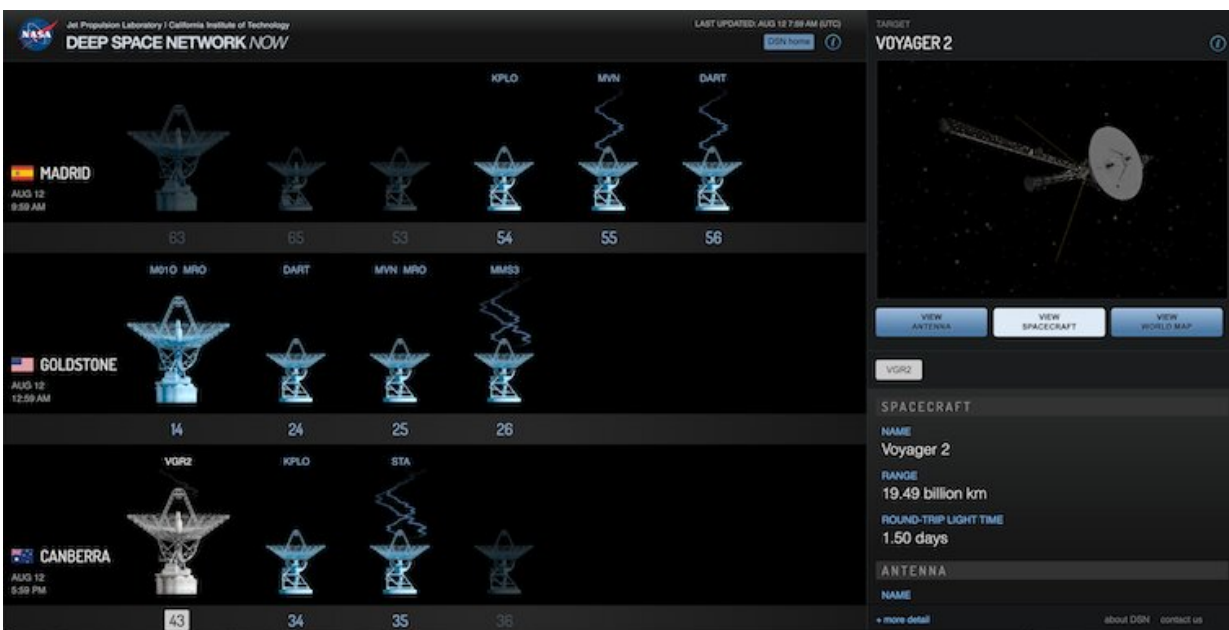 NASA
Jet Propulsion Laboratory | California Institute of Technology
DEEP SPACE NETWORK NOW
LAST UPDATED: AUG 12 7:59 AM (UTC)
DSN home
i
KPLO MVN DART
MADRID
AUG 12
9:59 AM
63 65 53 54 55 56
M01O MRO DART MVN MRO MMS3
GOLDSTONE
AUG 12
12:59 AM
14 24 25 26
VGR2 KPLO STA
CANBERRA
AUG 12
5:59 PM
43 34 35 36
TARGET
VOYAGER 2
i
VIEW ANTENNA
VIEW SPACECRAFT
VIEW WORLD MAP
VGR2
SPACECRAFT
NAME
Voyager 2
RANGE
19.49 billion km
ROUND-TRIP LIGHT TIME
1.50 days
ANTENNA
NAME
+ more detail about DSN contact us